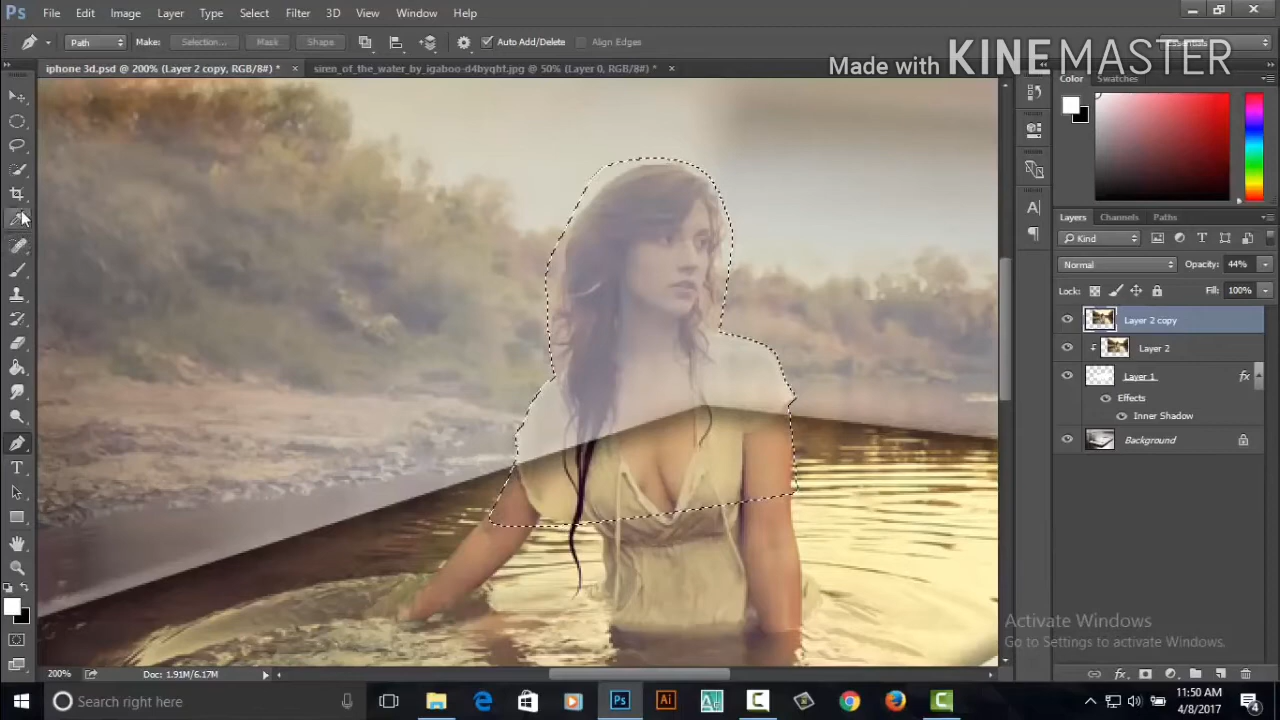 Ps File Edit Image Layer Type Select Filter 3D View Window Help
Path Make: Selection... Mask Shape Auto Add/Delete Align Edges
Made with KINEMASTER
iphone 3d.psd @ 200% (Layer 2 copy, RGB/8#) * × siren_of_the_water_by_igaboo-d4byqht.jpg @ 50% (Layer 0, RGB/8#) * ×
Color Swatches
Layers Channels Paths
Kind
Normal Opacity: 44%
Lock: Fill: 100%
Layer 2 copy
Layer 2
Layer 1 fx
Effects
Inner Shadow
Background
Activate Windows
Go to Settings to activate Windows.
200% Doc: 1.91M/6.17M
Search right here
11:50 AM
4/8/2017